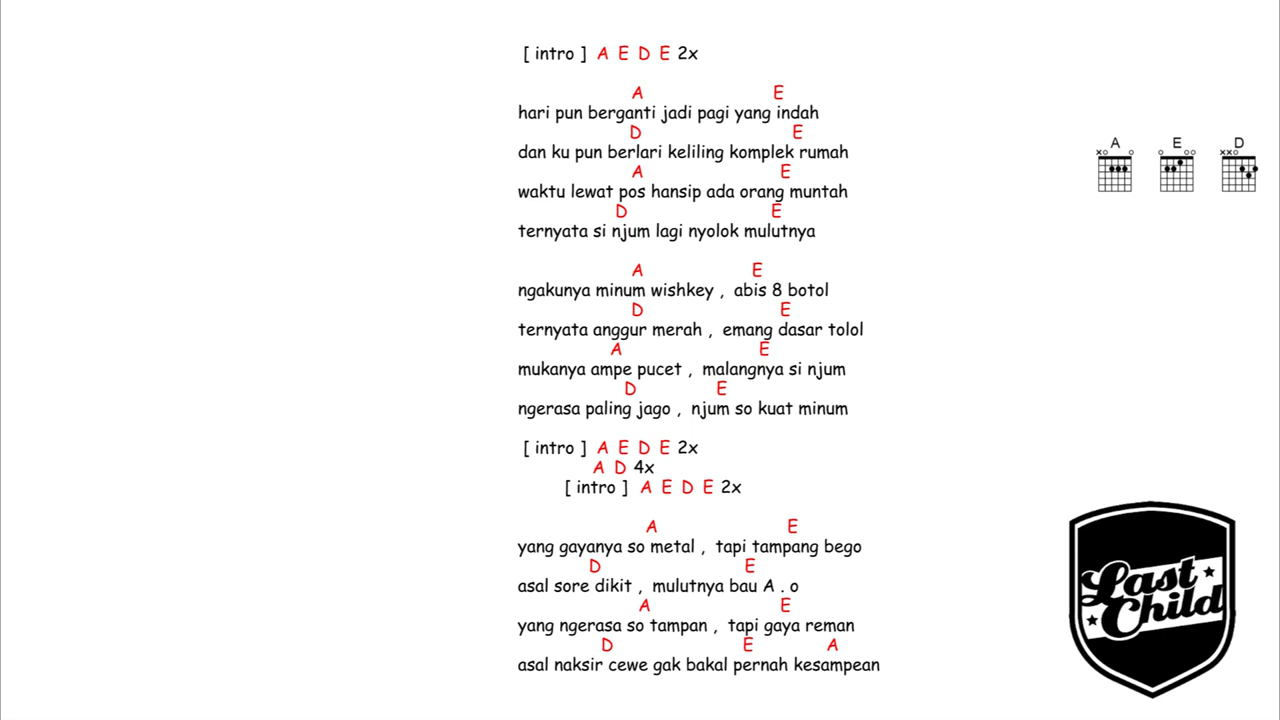 [ intro ] A E D E 2x
A E
hari pun berganti jadi pagi yang indah
D E
dan ku pun berlari keliling komplek rumah
A E
waktu lewat pos hansip ada orang muntah
D E
ternyata si njum lagi nyolok mulutnya
A E
ngakunya minum wishkey , abis 8 botol
D E
ternyata anggur merah , emang dasar tolol
A E
mukanya ampe pucet , malangnya si njum
D E
ngerasa paling jago , njum so kuat minum
[ intro ] A E D E 2x
A D 4x
[ intro ] A E D E 2x
A E
yang gayanya so metal , tapi tampang bego
D E
asal sore dikit , mulutnya bau A . o
A E
yang ngerasa so tampan , tapi gaya reman
D E A
asal naksir cewe gak bakal pernah kesampean
A E D
xo o o oo xxo
Last
Child